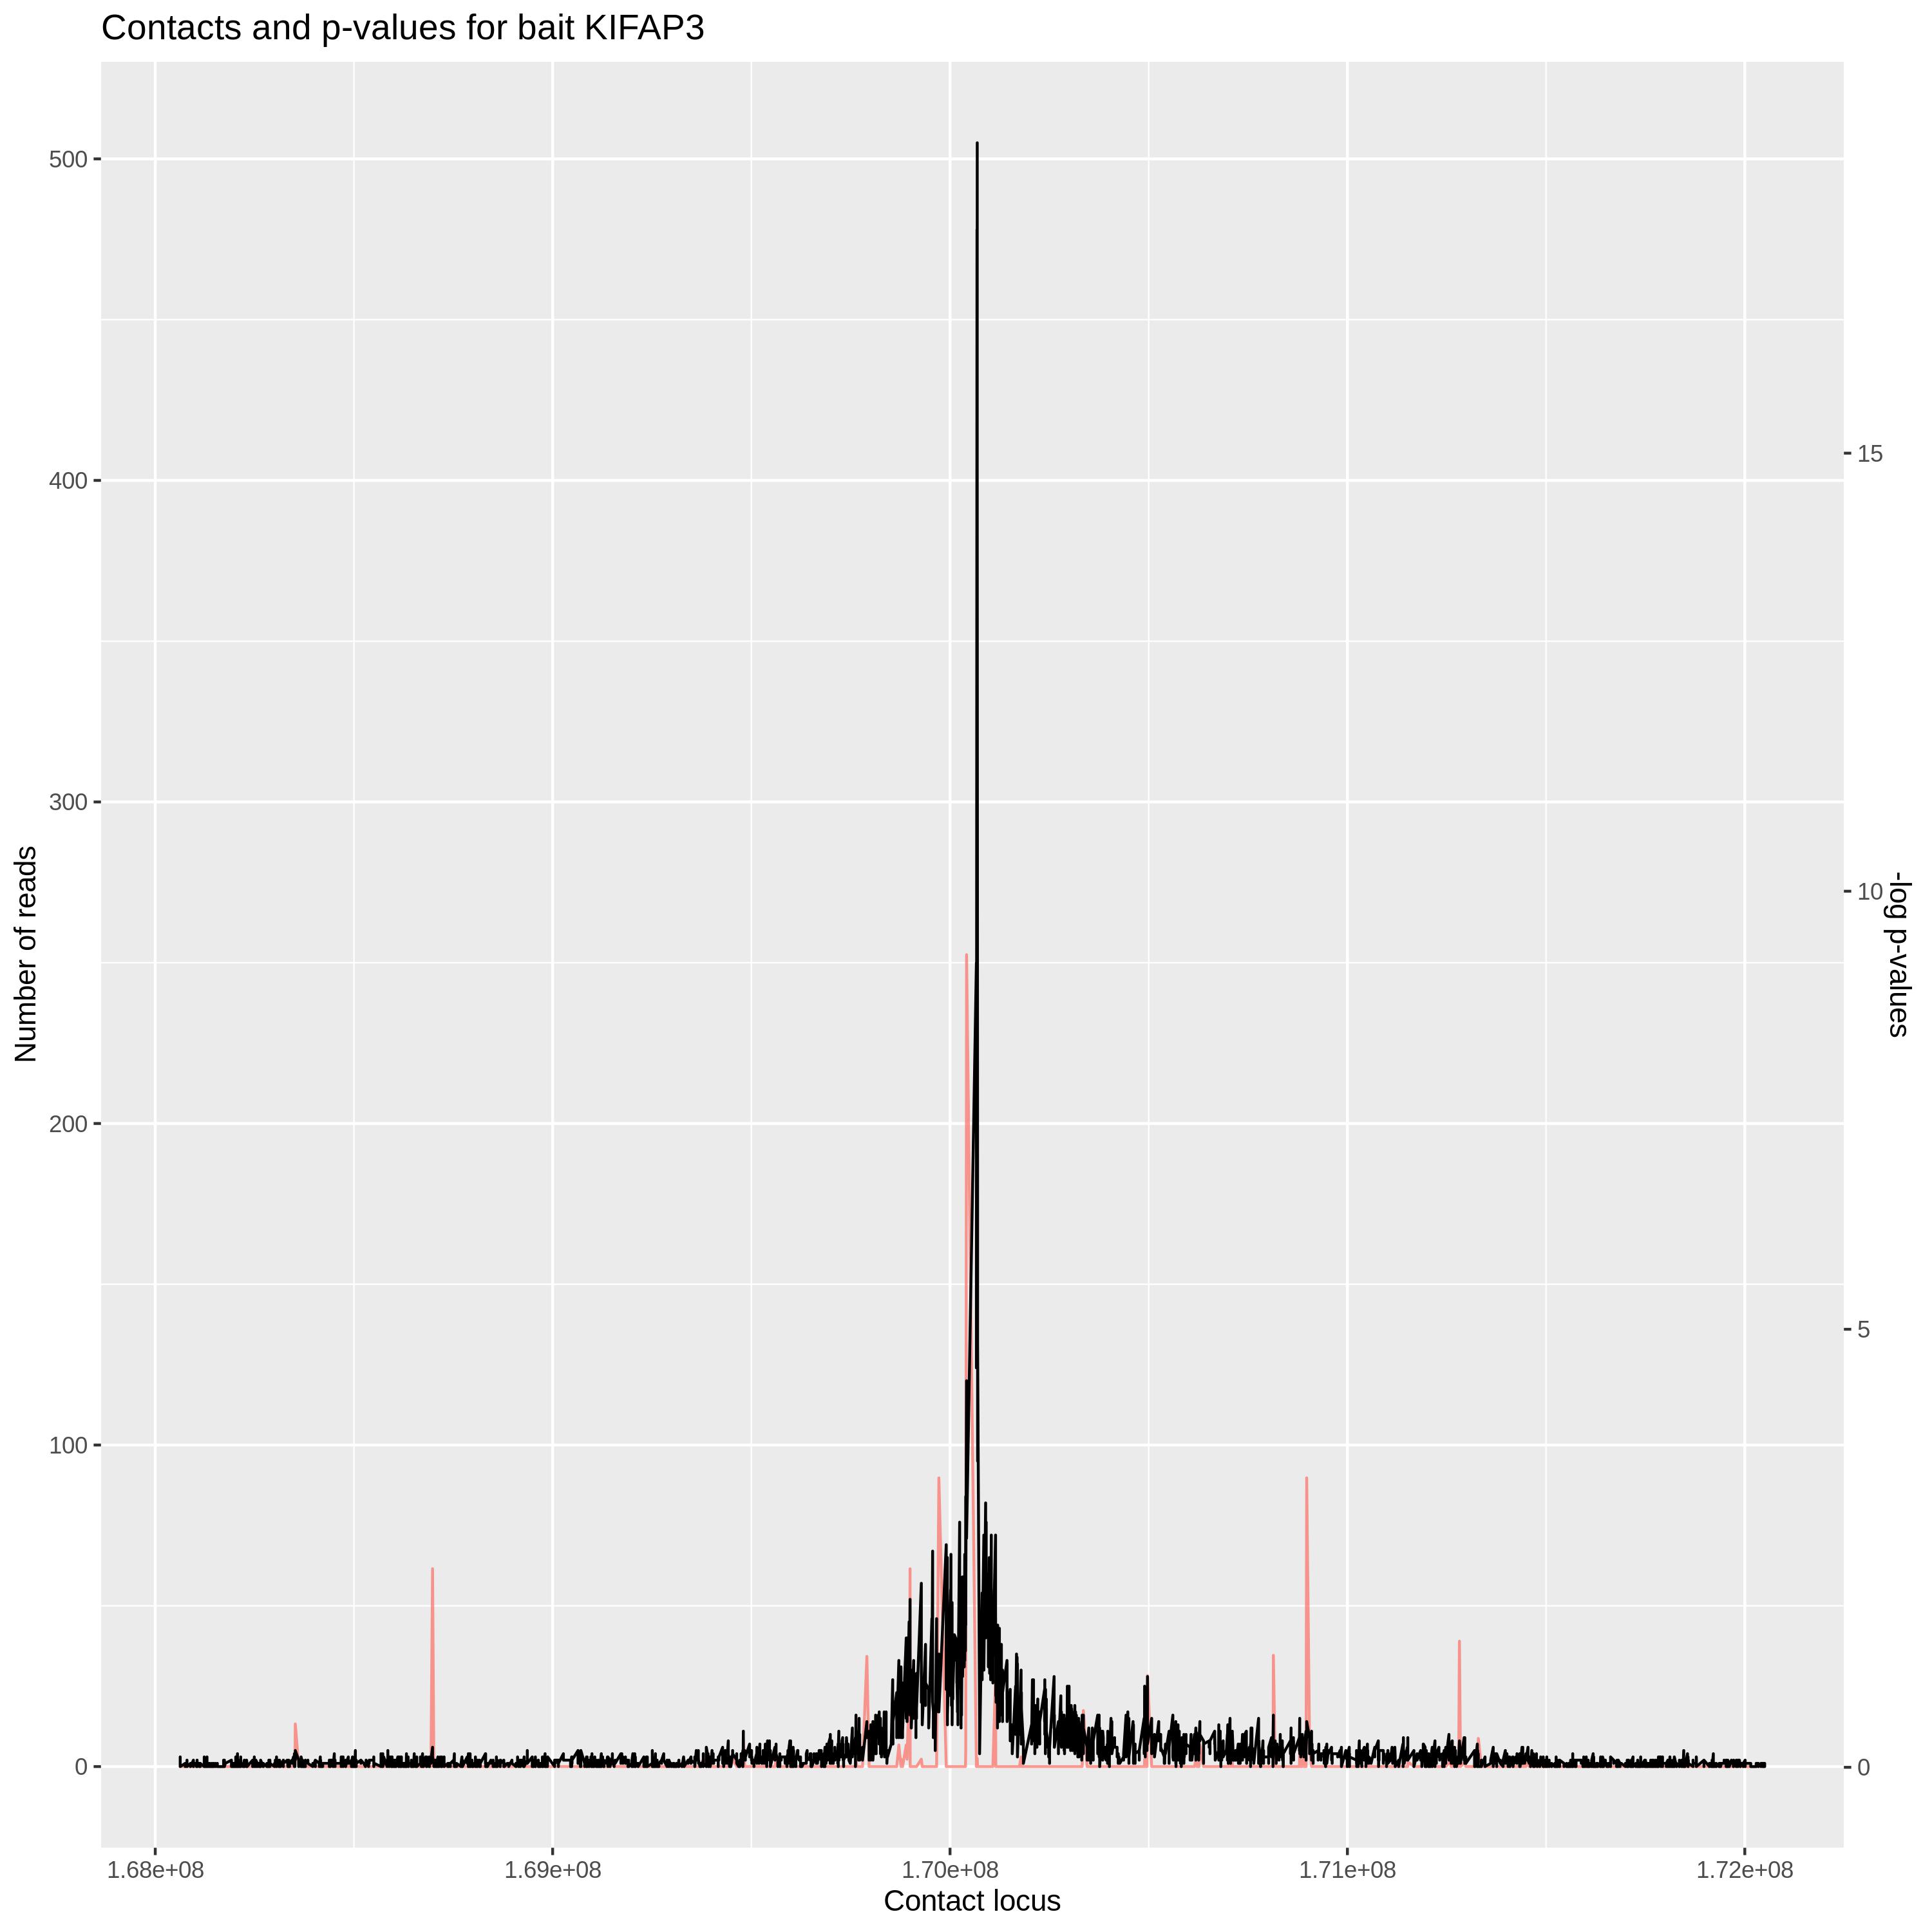 Contacts and p-values for bait KIFAP3
500
400
300
200
100
0
Number of reads
15
10
5
0
-log p-values
1.68e+08 1.69e+08 1.70e+08 1.71e+08 1.72e+08
Contact locus